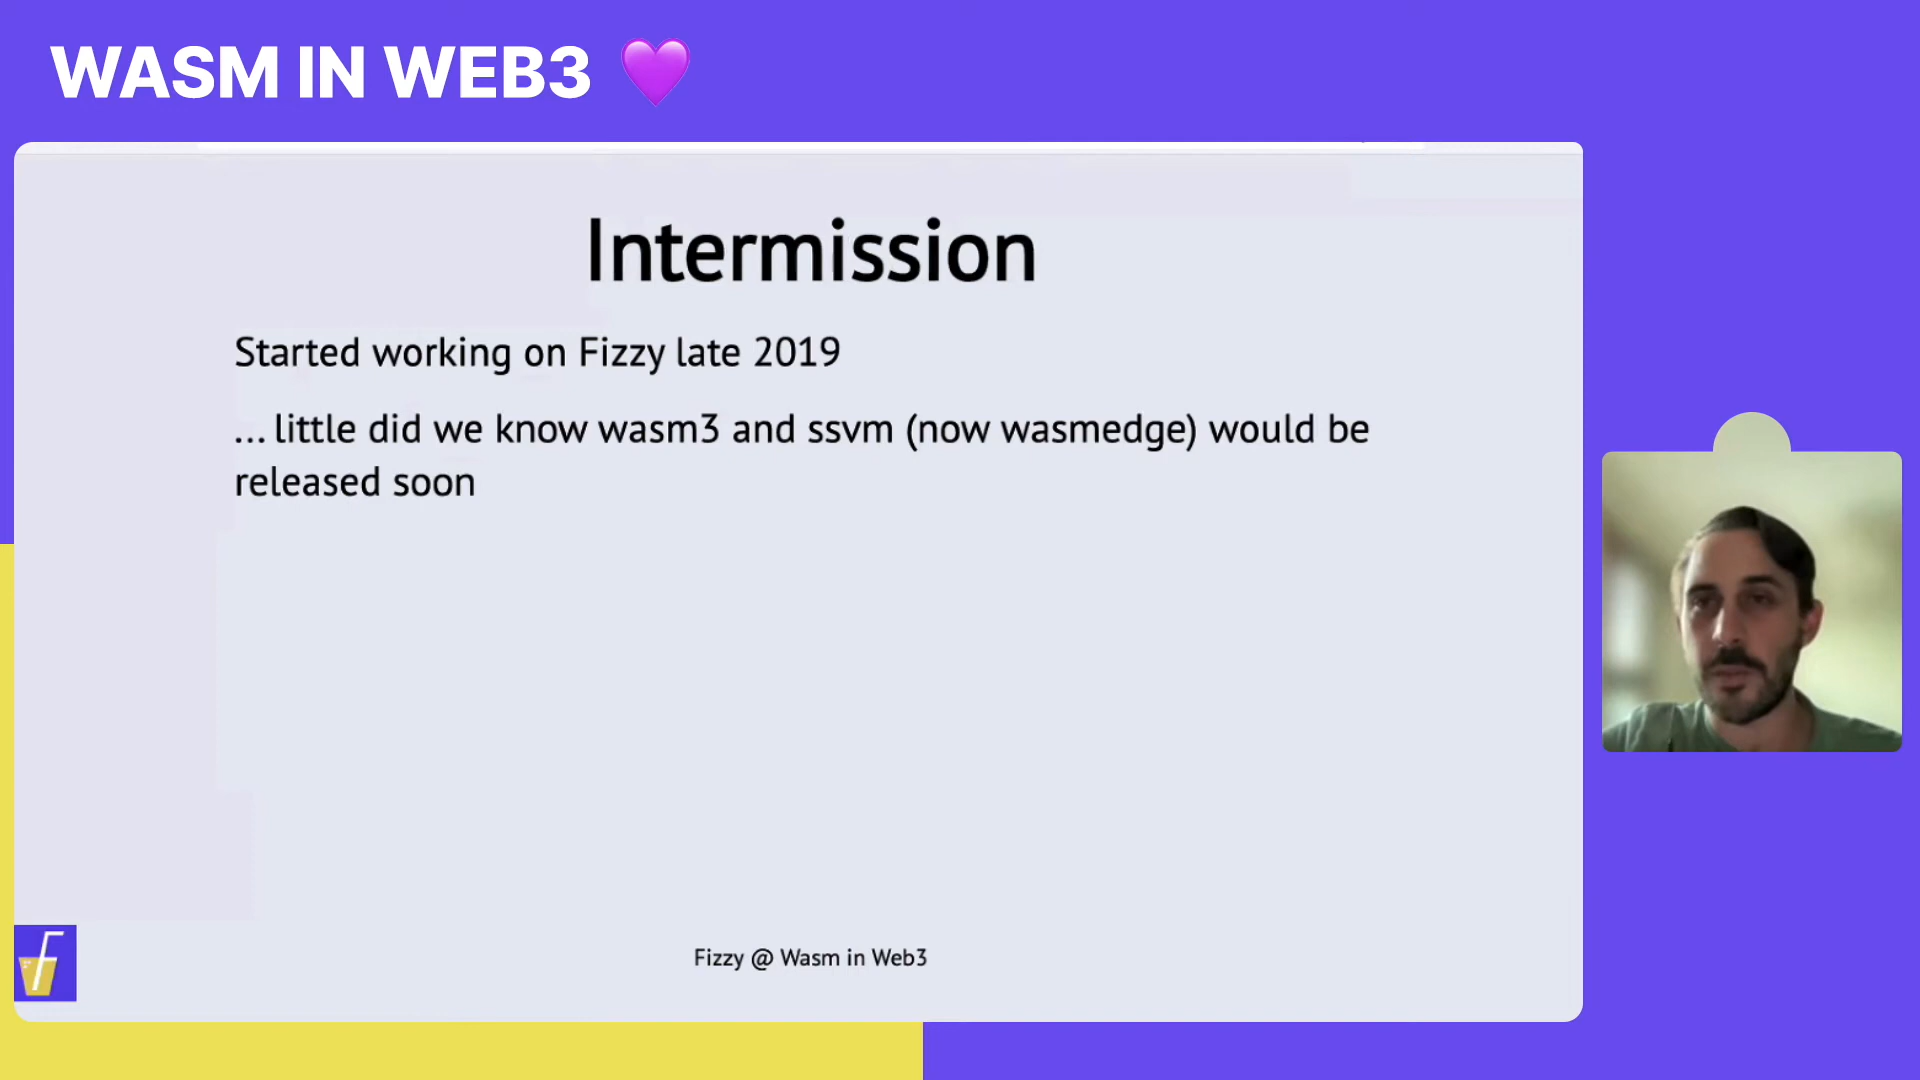 WASM IN WEB3 💜
Intermission
Started working on Fizzy late 2019
... little did we know wasm3 and ssvm (now wasmedge) would be
released soon
Fizzy @ Wasm in Web3